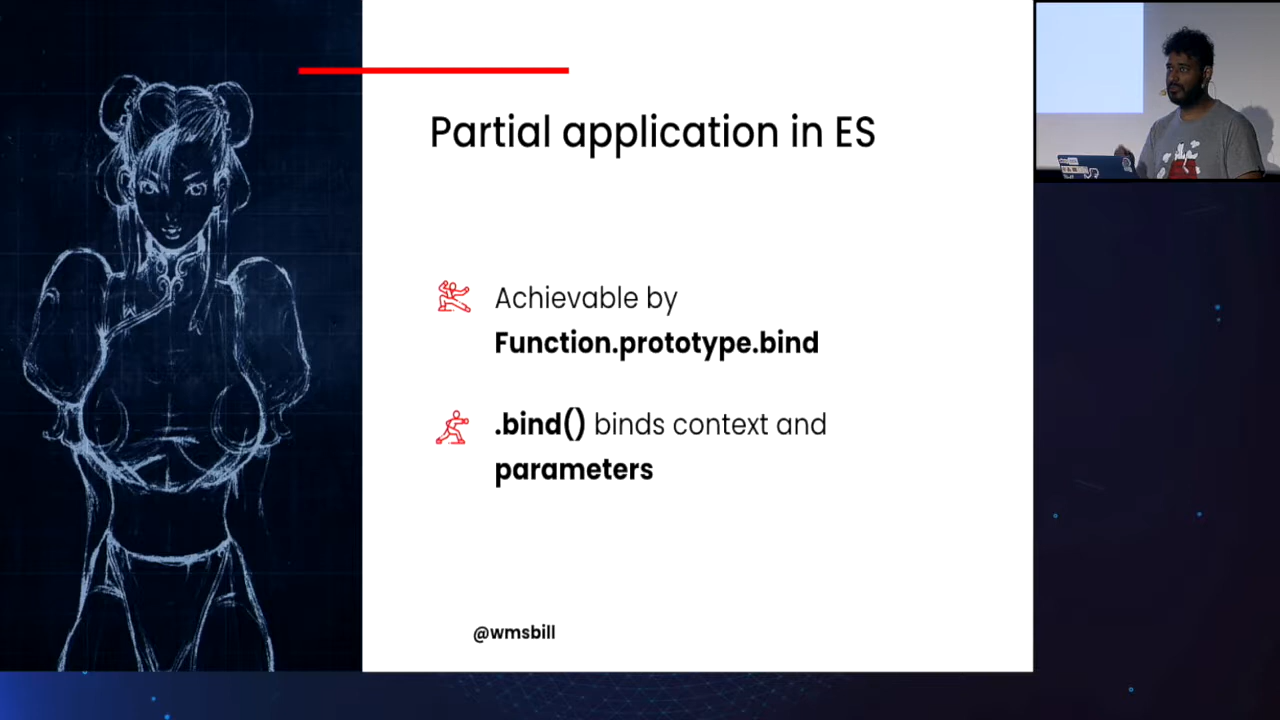 Partial application in ES
Achievable by
Function.prototype.bind
.bind() binds context and
parameters
@wmsbill